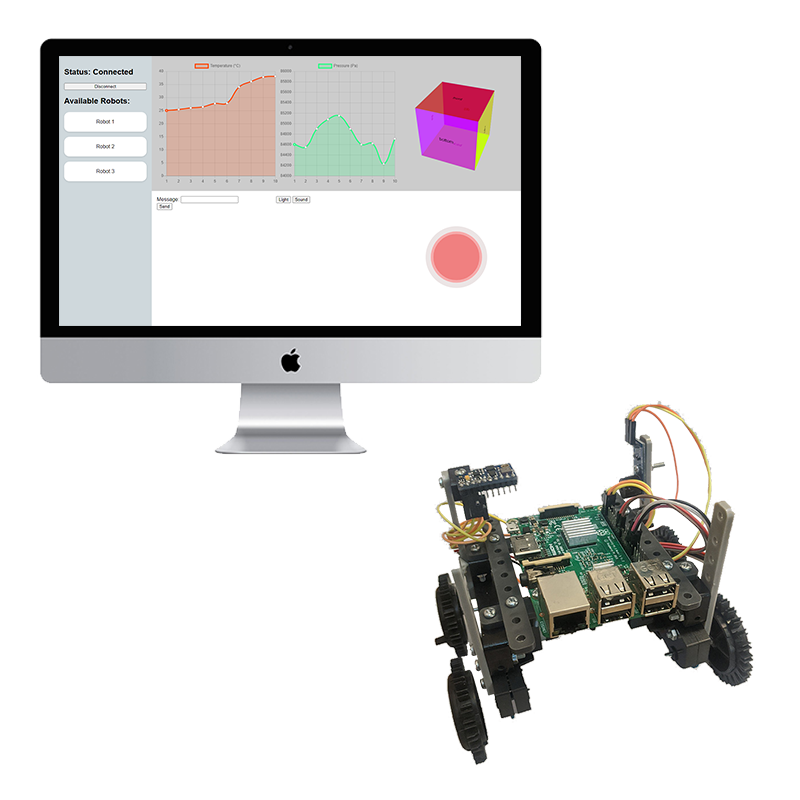 Status: Connected
Disconnect
Available Robots:
Robot 1
Robot 2
Robot 3
Temperature (°C)
40
35
30
25
20
15
10
5
0
1 2 3 4 5 6 7 8 9 10
Pressure (Pa)
1 2 3 4 5 6 7 8 9 10
bottom
Message:
Send
Light Sound